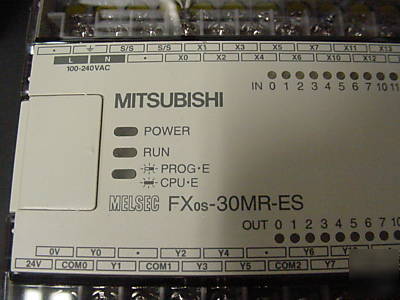 ⏚ S/S X1 X3 X5 X7 X11 X13
L N • S/S X0 X2 X4 X6 X10 X12
100-240VAC
IN 0 1 2 3 4 5 6 7 10 11
MITSUBISHI
POWER
RUN
PROG·E
CPU·E
MELSEC FX0S-30MR-ES
OUT 0 1 2 3 4 5 6 7 10
0V Y0 • Y2 Y4 • Y6
24V COM0 Y1 COM1 Y3 Y5 COM2 Y7